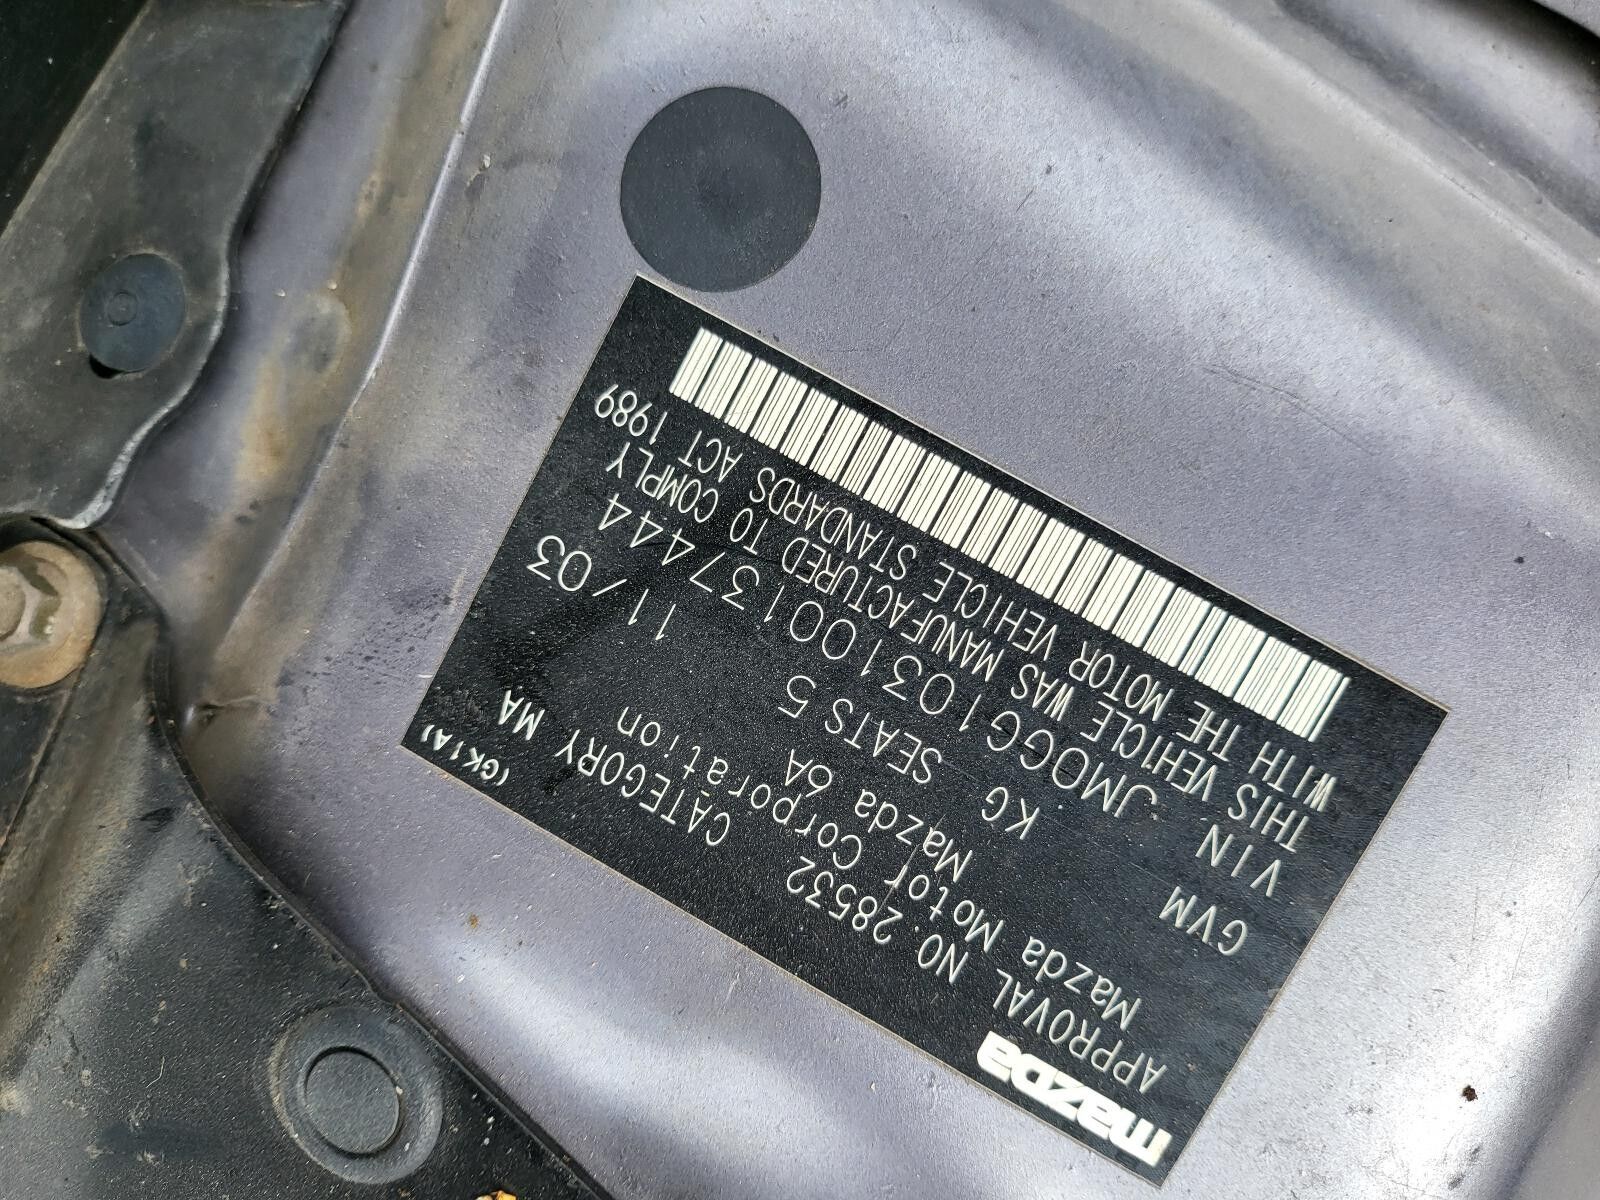 mazda (GK1A)
APPROVAL NO.28532 CATEGORY MA
Mazda Motor Corporation 11/03
Mazda 6A
GVM KG SEATS 5
VIN JM0GG103100137444
THIS VEHICLE WAS MANUFACTURED TO COMPLY
WITH THE MOTOR VEHICLE STANDARDS ACT 1989